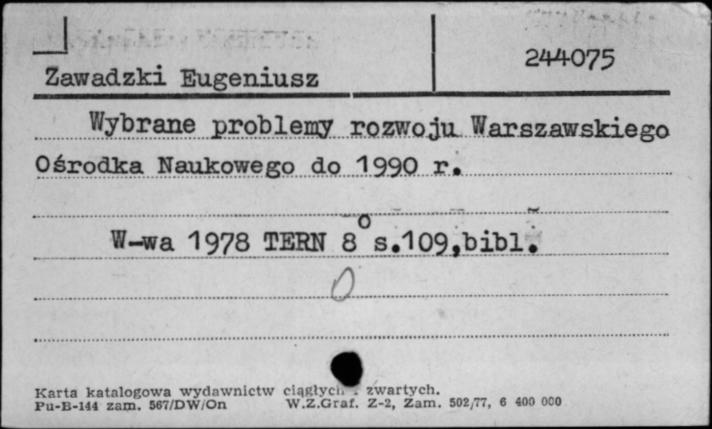 244075
Zawadzki Eugeniusz
Wybrane problemy rozwoju Warszawskiego
Ośrodka Naukowego do 1990 r.
W-wa 1978 TERN 8° s.109,bibl.
0
Karta katalogowa wydawnictw ciągłych i zwartych.
Pu-B-144 zam. 567/DW/On W.Z.Graf. Z-2, Zam. 502/77, 6 400 000